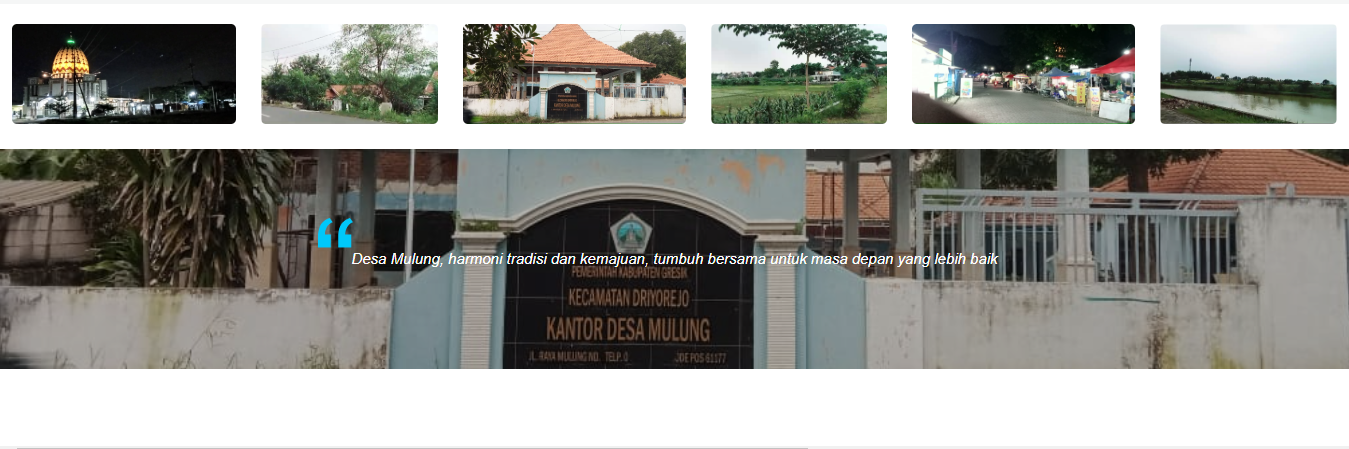 Desa Mulung, harmoni tradisi dan kemajuan, tumbuh bersama untuk masa depan yang lebih baik
PEMERINTAH KABUPATEN GRESIK
KECAMATAN DRIYOREJO
KANTOR DESA MULUNG
JL. RAYA MULUNG NO. TELP. 0 ODE POS 61177